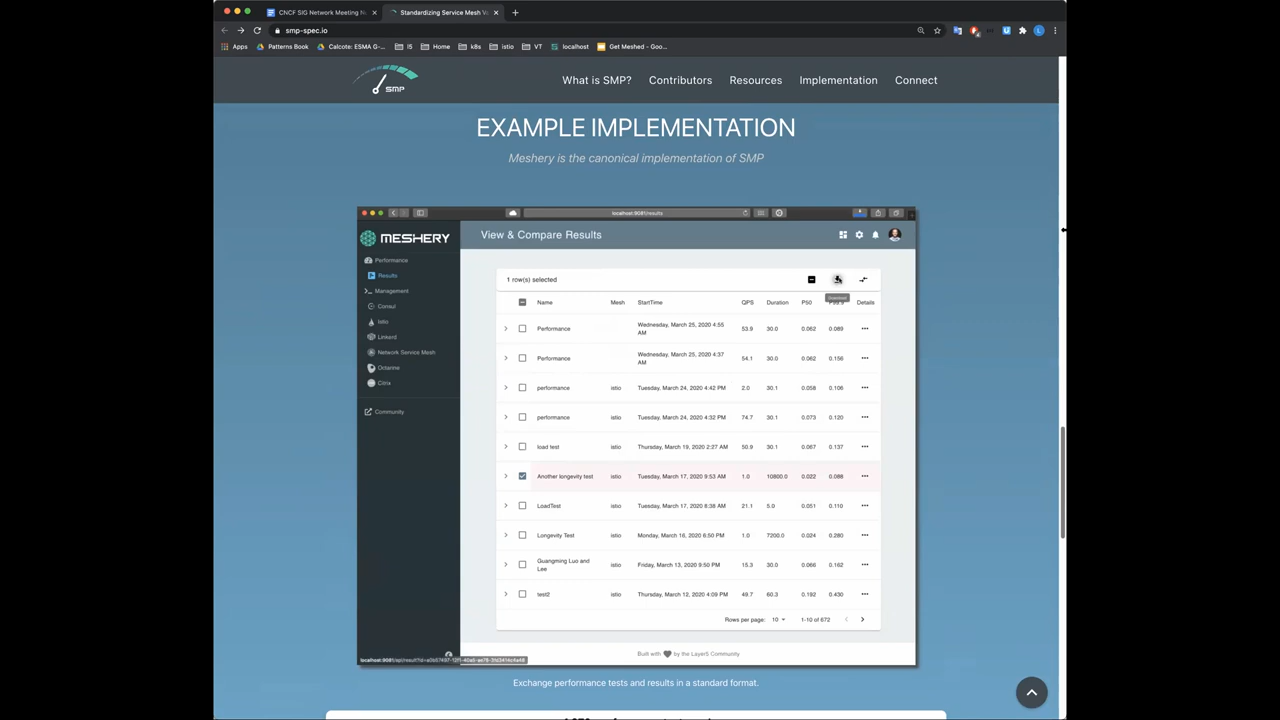 CNCF SIG Network Meeting N
Standardizing Service Mesh V
smp-spec.io
Apps
Patterns Book
Calcote: ESMA G-...
l5
Home
k8s
istio
VT
localhost
Get Meshed - Goo...
SMP
What is SMP?
Contributors
Resources
Implementation
Connect
EXAMPLE IMPLEMENTATION
Meshery is the canonical implementation of SMP
localhost:9081/results
MESHERY
View & Compare Results
Performance
Results
Management
Consul
Istio
Linkerd
Network Service Mesh
Octarine
Citrix
Community
1 row(s) selected
Download
Name Mesh StartTime QPS Duration P50 Details
Performance Wednesday, March 25, 2020 4:55 AM 53.9 30.0 0.062 0.089
Performance Wednesday, March 25, 2020 4:37 AM 54.1 30.0 0.062 0.156
performance istio Tuesday, March 24, 2020 4:42 PM 2.0 30.1 0.058 0.106
performance istio Tuesday, March 24, 2020 4:32 PM 74.7 30.1 0.073 0.120
load test istio Thursday, March 19, 2020 2:27 AM 50.9 30.1 0.067 0.137
Another longevity test istio Tuesday, March 17, 2020 9:53 AM 1.0 10800.0 0.022 0.088
LoadTest istio Tuesday, March 17, 2020 8:38 AM 21.1 5.0 0.051 0.110
Longevity Test istio Monday, March 16, 2020 6:50 PM 1.0 7200.0 0.024 0.280
Guangming Luo and Lee istio Friday, March 13, 2020 9:50 PM 15.3 30.0 0.066 0.162
test2 istio Thursday, March 12, 2020 4:09 PM 49.7 60.3 0.192 0.430
Rows per page: 10 1-10 of 672
Built with by the Layer5 Community
Exchange performance tests and results in a standard format.